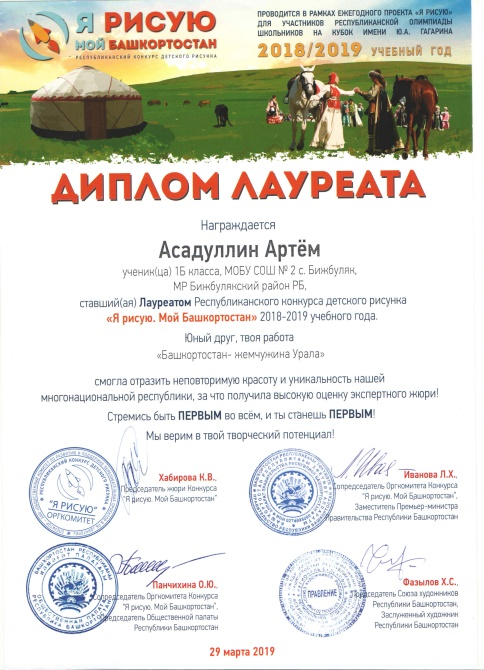 Я РИСУЮ
МОЙ БАШКОРТОСТАН
РЕСПУБЛИКАНСКИЙ КОНКУРС ДЕТСКОГО РИСУНКА
ПРОВОДИТСЯ В РАМКАХ ЕЖЕГОДНОГО ПРОЕКТА «Я РИСУЮ»
ДЛЯ УЧАСТНИКОВ РЕСПУБЛИКАНСКОЙ ОЛИМПИАДЫ
ШКОЛЬНИКОВ НА КУБОК ИМЕНИ Ю.А. ГАГАРИНА
2018/2019 УЧЕБНЫЙ ГОД
ДИПЛОМ ЛАУРЕАТА
Награждается
Асадуллин Артём
ученик(ца) 1Б класса, МОБУ СОШ № 2 с. Бижбуляк,
МР Бижбулякский район РБ,
ставший(ая) Лауреатом Республиканского конкурса детского рисунка
«Я рисую. Мой Башкортостан» 2018-2019 учебного года.
Юный друг, твоя работа
«Башкортостан- жемчужина Урала»
смогла отразить неповторимую красоту и уникальность нашей
многонациональной республики, за что получила высокую оценку экспертного жюри!
Стремись быть ПЕРВЫМ во всём, и ты станешь ПЕРВЫМ!
Мы верим в твой творческий потенциал!
"Я РИСУЮ"
ОРГКОМИТЕТ
Хабирова К.В.,
Председатель жюри Конкурса
"Я рисую. Мой Башкортостан"
Иванова Л.Х.,
Сопредседатель Оргкомитета Конкурса
"Я рисую. Мой Башкортостан",
Заместитель Премьер-министра
Правительства Республики Башкортостан
Панчихина О.Ю.,
Сопредседатель Оргкомитета Конкурса
"Я рисую. Мой Башкортостан",
Председатель Общественной палаты
Республики Башкортостан
ПРАВЛЕНИЕ
Фазылов Х.С.,
Председатель Союза художников
Республики Башкортостан,
Заслуженный художник
Республики Башкортостан
29 марта 2019